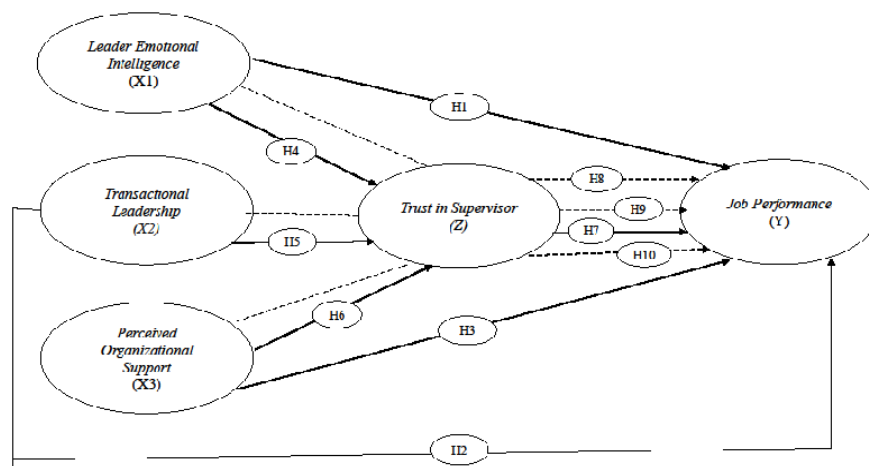 Leader Emotional
Intelligence
(X1)
H1
H4
Transactional
Leadership
(X2)
H5
Trust in Supervisor
(Z)
H8
H9
H7
H10
Job Performance
(Y)
Perceived
Organizational
Support
(X3)
H6
H3
H2